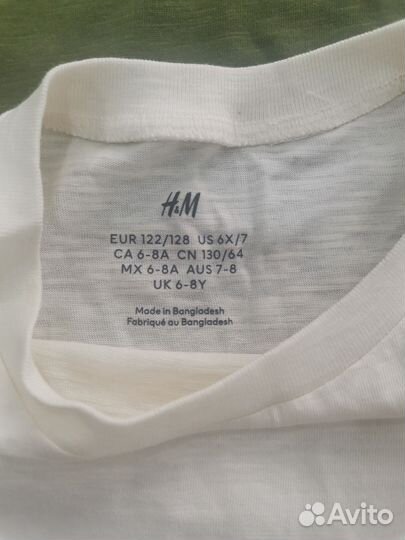 H&M
EUR 122/128 US 6X/7
CA 6-8A CN 130/64
MX 6-8A AUS 7-8
UK 6-8Y
Made in Bangladesh
Fabriqué au Bangladesh
Avito